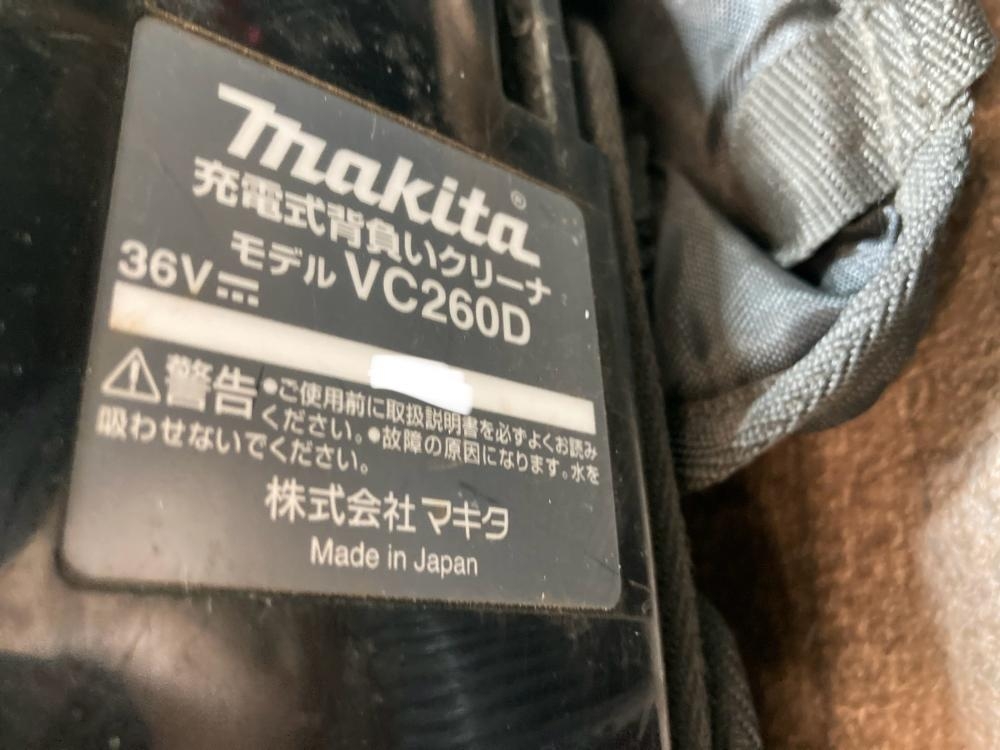 makita®
充電式背負いクリーナ
モデル VC260D
36V
警告 •ご使用前に取扱説明書を必ずよくお読み
ください。•故障の原因になります。水を
吸わせないでください。
株式会社マキタ
Made in Japan